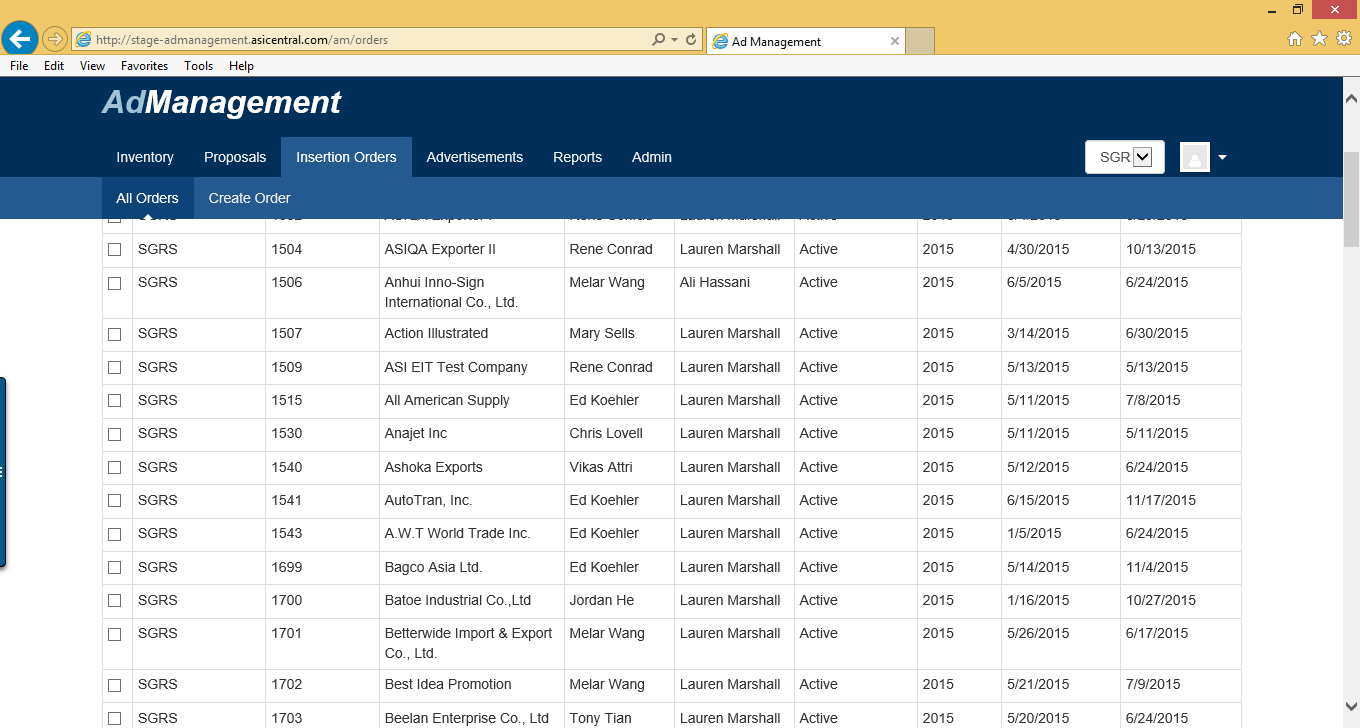 http://stage-admanagement.asicentral.com/am/orders
Ad Management
File Edit View Favorites Tools Help
AdManagement
Inventory Proposals Insertion Orders Advertisements Reports Admin SGR
All Orders Create Order
SGRS 1504 ASIQA Exporter II Rene Conrad Lauren Marshall Active 2015 4/30/2015 10/13/2015
SGRS 1506 Anhui Inno-Sign Melar Wang Ali Hassani Active 2015 6/5/2015 6/24/2015
International Co., Ltd.
SGRS 1507 Action Illustrated Mary Sells Lauren Marshall Active 2015 3/14/2015 6/30/2015
SGRS 1509 ASI EIT Test Company Rene Conrad Lauren Marshall Active 2015 5/13/2015 5/13/2015
SGRS 1515 All American Supply Ed Koehler Lauren Marshall Active 2015 5/11/2015 7/8/2015
SGRS 1530 Anajet Inc Chris Lovell Lauren Marshall Active 2015 5/11/2015 5/11/2015
SGRS 1540 Ashoka Exports Vikas Attri Lauren Marshall Active 2015 5/12/2015 6/24/2015
SGRS 1541 AutoTran, Inc. Ed Koehler Lauren Marshall Active 2015 6/15/2015 11/17/2015
SGRS 1543 A.W.T World Trade Inc. Ed Koehler Lauren Marshall Active 2015 1/5/2015 6/24/2015
SGRS 1699 Bagco Asia Ltd. Ed Koehler Lauren Marshall Active 2015 5/14/2015 11/4/2015
SGRS 1700 Batoe Industrial Co.,Ltd Jordan He Lauren Marshall Active 2015 1/16/2015 10/27/2015
SGRS 1701 Betterwide Import & Export Melar Wang Lauren Marshall Active 2015 5/26/2015 6/17/2015
Co., Ltd.
SGRS 1702 Best Idea Promotion Melar Wang Lauren Marshall Active 2015 5/21/2015 7/9/2015
SGRS 1703 Beelan Enterprise Co., Ltd Tony Tian Lauren Marshall Active 2015 5/20/2015 6/24/2015